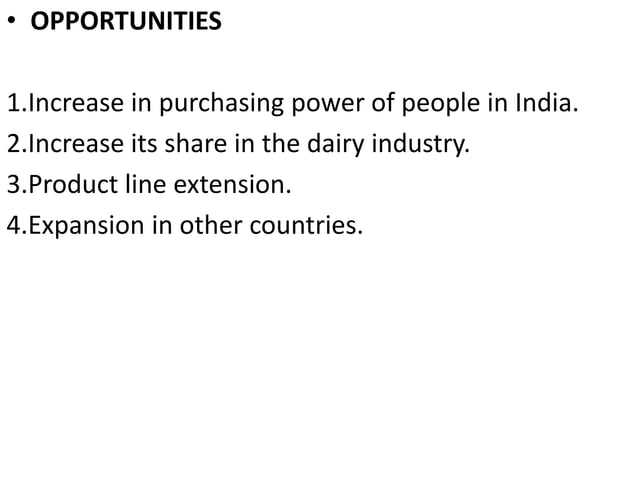 • OPPORTUNITIES
1.Increase in purchasing power of people in India.
2.Increase its share in the dairy industry.
3.Product line extension.
4.Expansion in other countries.